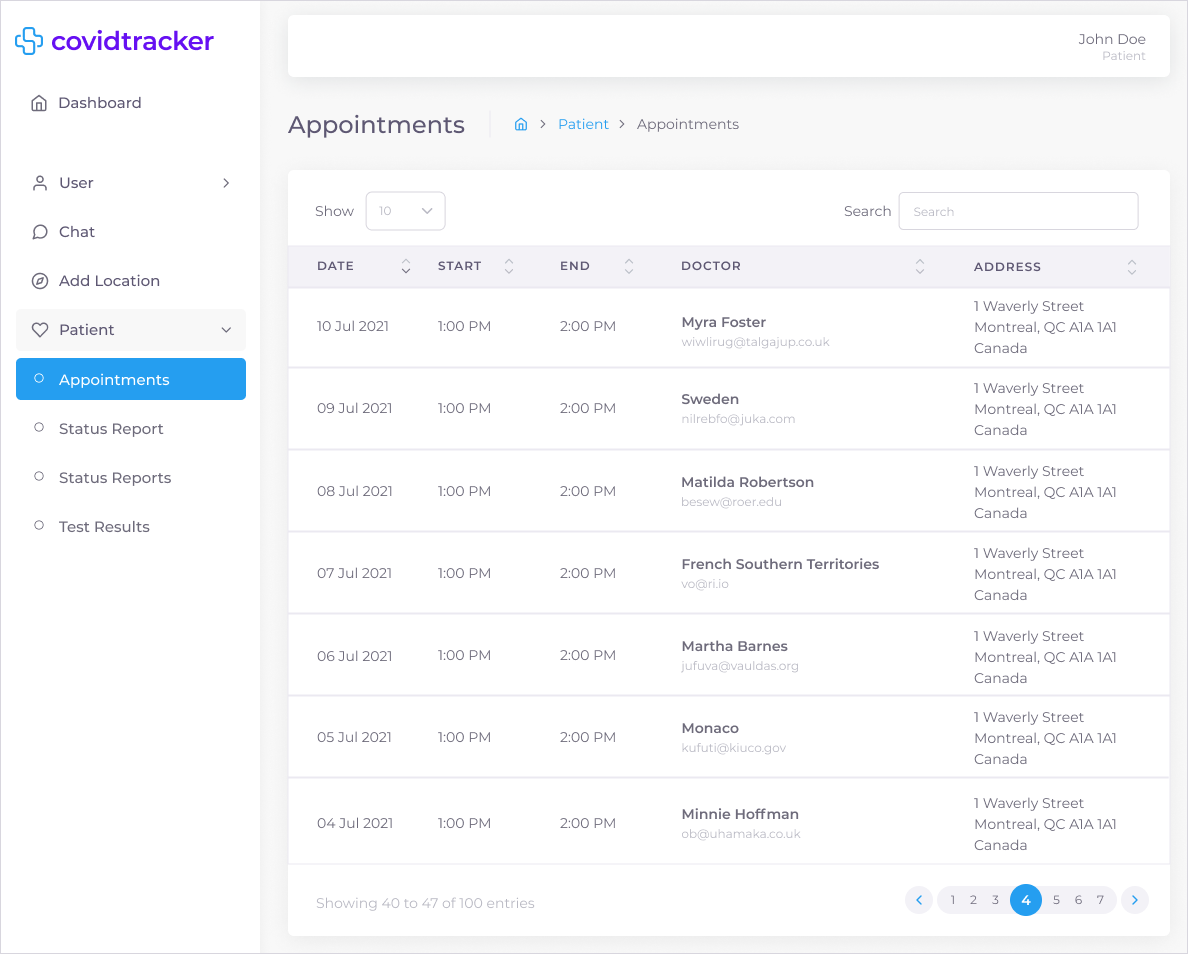 covidtracker
John Doe
Patient
Dashboard
User
Chat
Add Location
Patient
Appointments
Status Report
Status Reports
Test Results
Appointments
Patient
Appointments
Show 10
Search Search
DATE START END DOCTOR ADDRESS
10 Jul 2021 1:00 PM 2:00 PM
Myra Foster
wiwlirug@talgajup.co.uk
1 Waverly Street
Montreal, QC A1A 1A1
Canada
09 Jul 2021 1:00 PM 2:00 PM
Sweden
nilrebfo@juka.com
1 Waverly Street
Montreal, QC A1A 1A1
Canada
08 Jul 2021 1:00 PM 2:00 PM
Matilda Robertson
besew@roer.edu
1 Waverly Street
Montreal, QC A1A 1A1
Canada
07 Jul 2021 1:00 PM 2:00 PM
French Southern Territories
vo@ri.io
1 Waverly Street
Montreal, QC A1A 1A1
Canada
06 Jul 2021 1:00 PM 2:00 PM
Martha Barnes
jufuva@vauldas.org
1 Waverly Street
Montreal, QC A1A 1A1
Canada
05 Jul 2021 1:00 PM 2:00 PM
Monaco
kufuti@kiuco.gov
1 Waverly Street
Montreal, QC A1A 1A1
Canada
04 Jul 2021 1:00 PM 2:00 PM
Minnie Hoffman
ob@uhamaka.co.uk
1 Waverly Street
Montreal, QC A1A 1A1
Canada
Showing 40 to 47 of 100 entries
1 2 3 4 5 6 7